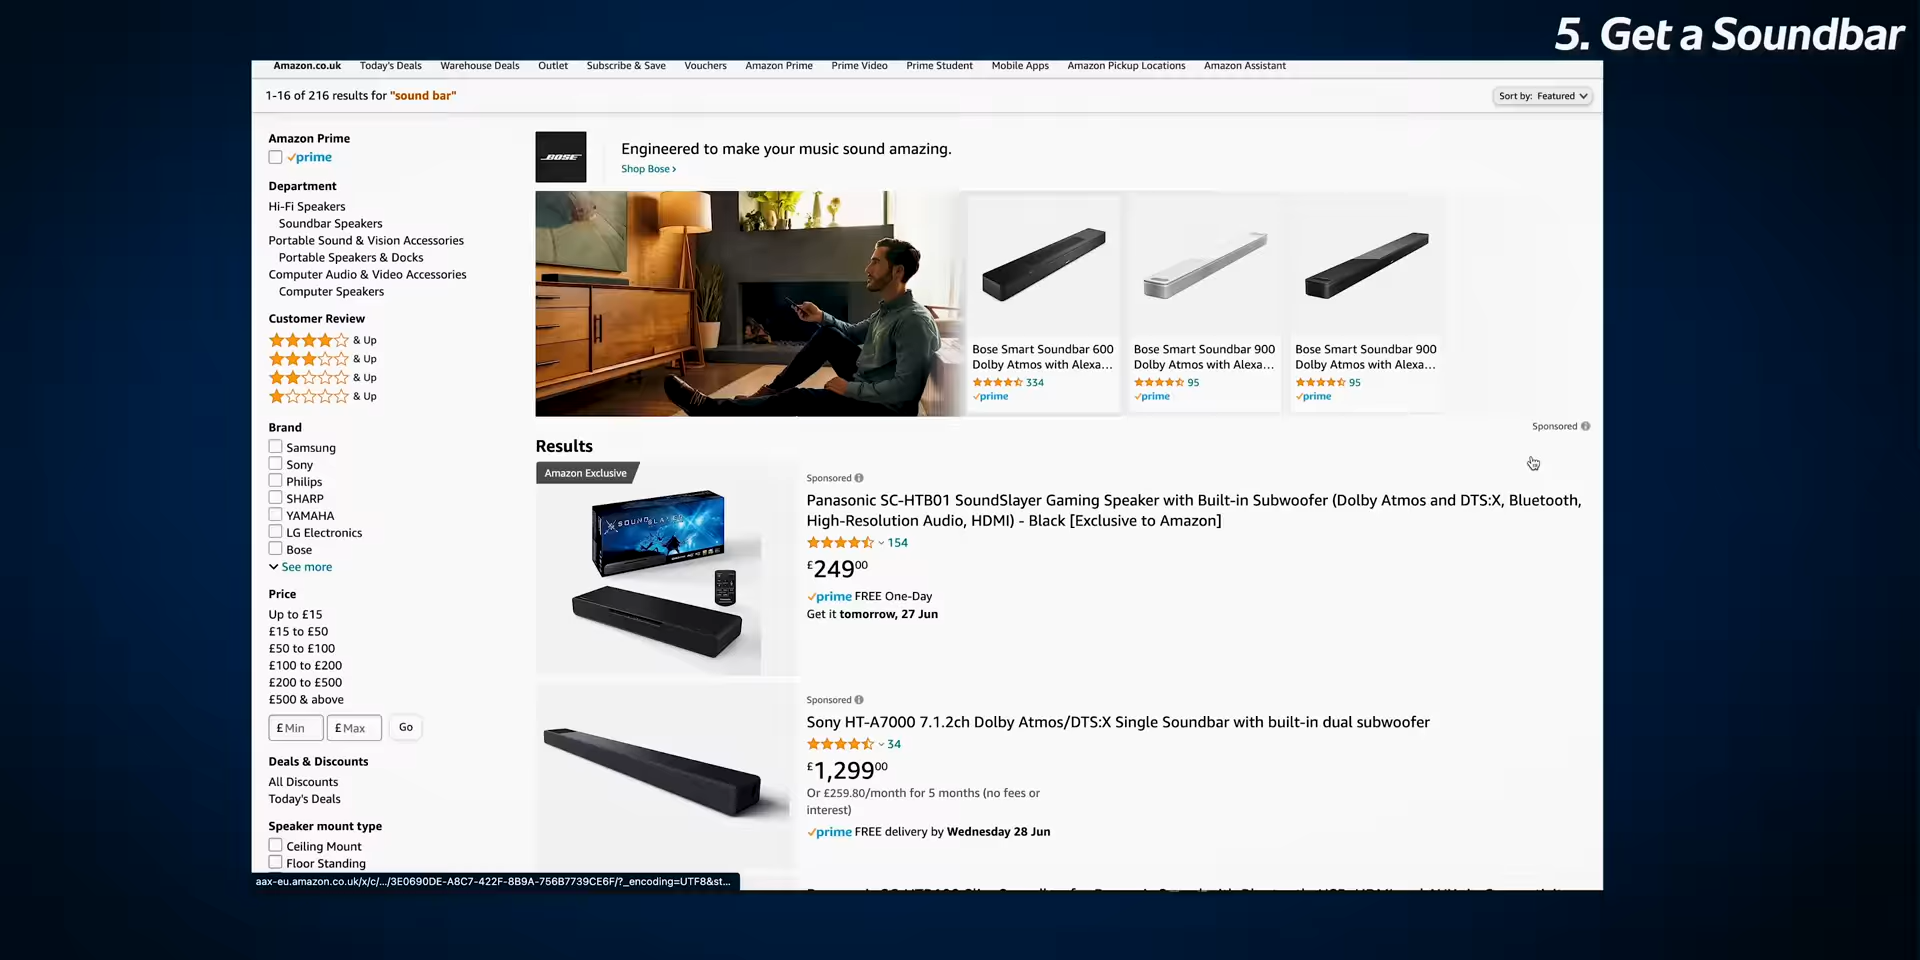 5. Get a Soundbar
Amazon.co.uk Today's Deals Warehouse Deals Outlet Subscribe & Save Vouchers Amazon Prime Prime Video Prime Student Mobile Apps Amazon Pickup Locations Amazon Assistant
1-16 of 216 results for "sound bar"
Sort by: Featured
Amazon Prime
prime
Department
Hi-Fi Speakers
Soundbar Speakers
Portable Sound & Vision Accessories
Portable Speakers & Docks
Computer Audio & Video Accessories
Computer Speakers
Customer Review
& Up
& Up
& Up
& Up
Brand
Samsung
Sony
Philips
SHARP
YAMAHA
LG Electronics
Bose
See more
Price
Up to £15
£15 to £50
£50 to £100
£100 to £200
£200 to £500
£500 & above
£ Min £ Max Go
Deals & Discounts
All Discounts
Today's Deals
Speaker mount type
Ceiling Mount
Floor Standing
aax-eu.amazon.co.uk/x/c/.../3E0690DE-A8C7-422F-8B9A-756B7739CE6F/?_encoding=UTF8&st...
BOSE
Engineered to make your music sound amazing.
Shop Bose ›
Bose Smart Soundbar 600
Dolby Atmos with Alexa...
334
prime
Bose Smart Soundbar 900
Dolby Atmos with Alexa...
95
prime
Bose Smart Soundbar 900
Dolby Atmos with Alexa...
95
prime
Sponsored
Results
Amazon Exclusive
SOUNDSLAYER
Sponsored
Panasonic SC-HTB01 SoundSlayer Gaming Speaker with Built-in Subwoofer (Dolby Atmos and DTS:X, Bluetooth,
High-Resolution Audio, HDMI) - Black [Exclusive to Amazon]
154
£249.00
prime FREE One-Day
Get it tomorrow, 27 Jun
Sponsored
Sony HT-A7000 7.1.2ch Dolby Atmos/DTS:X Single Soundbar with built-in dual subwoofer
34
£1,299.00
Or £259.80/month for 5 months (no fees or
interest)
prime FREE delivery by Wednesday 28 Jun